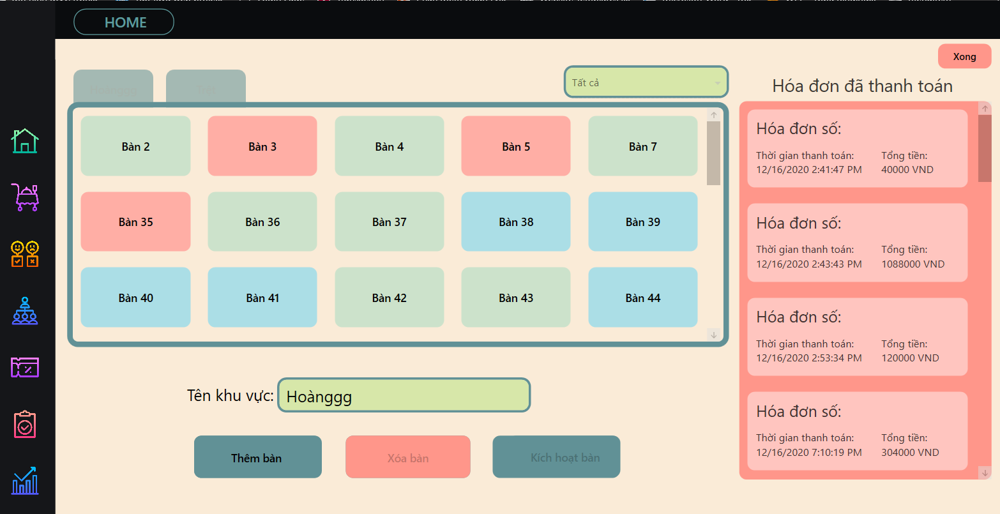 HOME
Xong
Hoàngggg
Tất cả
Hóa đơn đã thanh toán
Bàn 2
Bàn 3
Bàn 4
Bàn 5
Bàn 7
Bàn 35
Bàn 36
Bàn 37
Bàn 38
Bàn 39
Bàn 40
Bàn 41
Bàn 42
Bàn 43
Bàn 44
Hóa đơn số:
Thời gian thanh toán: Tổng tiền:
12/16/2020 2:41:47 PM 40000 VND
Hóa đơn số:
Thời gian thanh toán: Tổng tiền:
12/16/2020 2:43:43 PM 1088000 VND
Hóa đơn số:
Thời gian thanh toán: Tổng tiền:
12/16/2020 2:53:34 PM 120000 VND
Hóa đơn số:
Thời gian thanh toán: Tổng tiền:
12/16/2020 7:10:19 PM 304000 VND
Tên khu vực: Hoànggg
Thêm bàn
Xóa bàn
Kích hoạt bàn